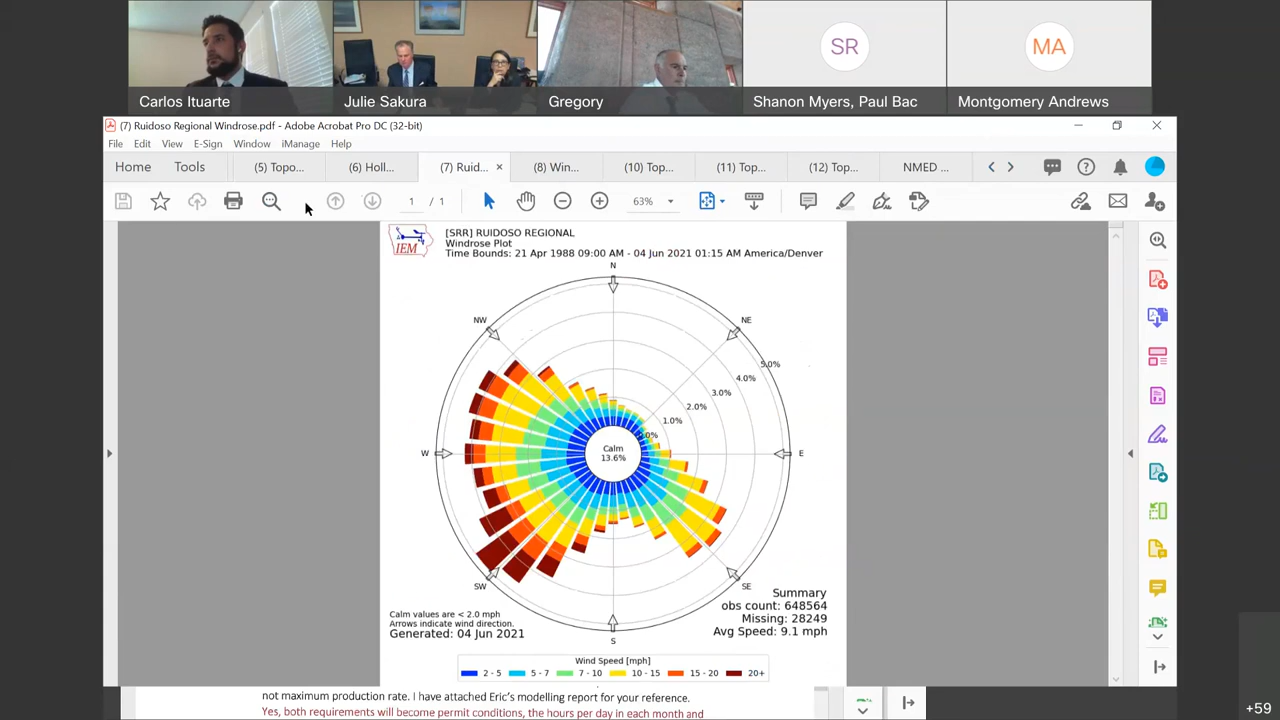 Carlos Ituarte
Julie Sakura
Gregory
SR
Shanon Myers, Paul Bac
MA
Montgomery Andrews
(7) Ruidoso Regional Windrose.pdf - Adobe Acrobat Pro DC (32-bit)
File Edit View E-Sign Window iManage Help
Home Tools (5) Topo... (6) Holl... (7) Ruid... × (8) Win... (10) Top... (11) Top... (12) Top... NMED ...
1 / 1 63%
IEM
[SRR] RUIDOSO REGIONAL
Windrose Plot
Time Bounds: 21 Apr 1988 09:00 AM - 04 Jun 2021 01:15 AM America/Denver
N
NW
NE
5.0%
4.0%
3.0%
2.0%
1.0%
W
Calm
13.6%
E
SW
SE
S
Calm values are < 2.0 mph
Arrows indicate wind direction.
Generated: 04 Jun 2021
Summary
obs count: 648564
Missing: 28249
Avg Speed: 9.1 mph
Wind Speed [mph]
2 - 5 5 - 7 7 - 10 10 - 15 15 - 20 20+
not maximum production rate. I have attached Eric's modelling report for your reference.
Yes, both requirements will become permit conditions, the hours per day in each month and
+59